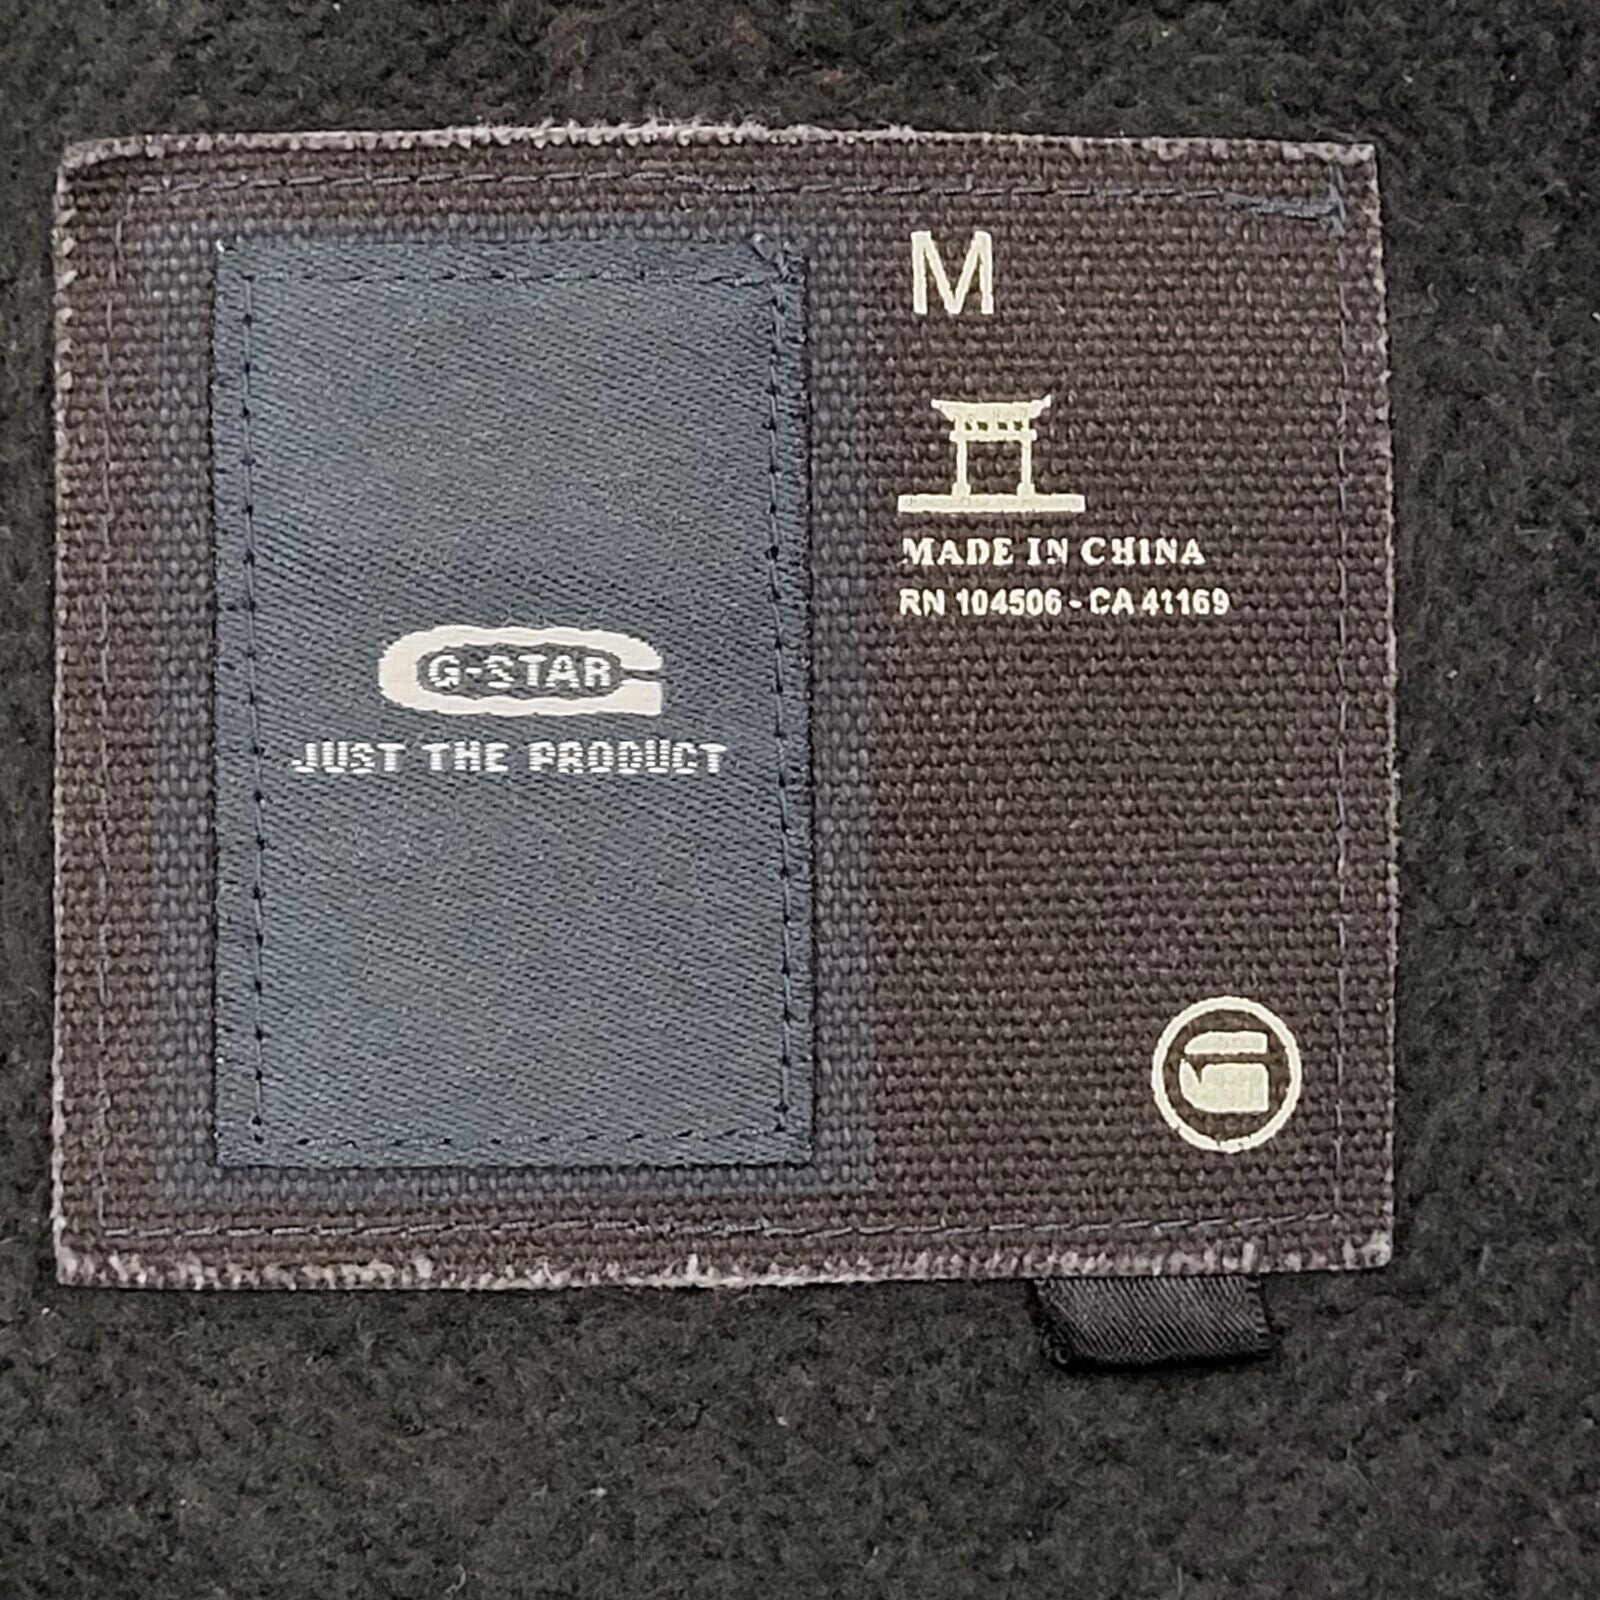 G-STAR
JUST THE PRODUCT
M
MADE IN CHINA
RN 104506 - CA 41169